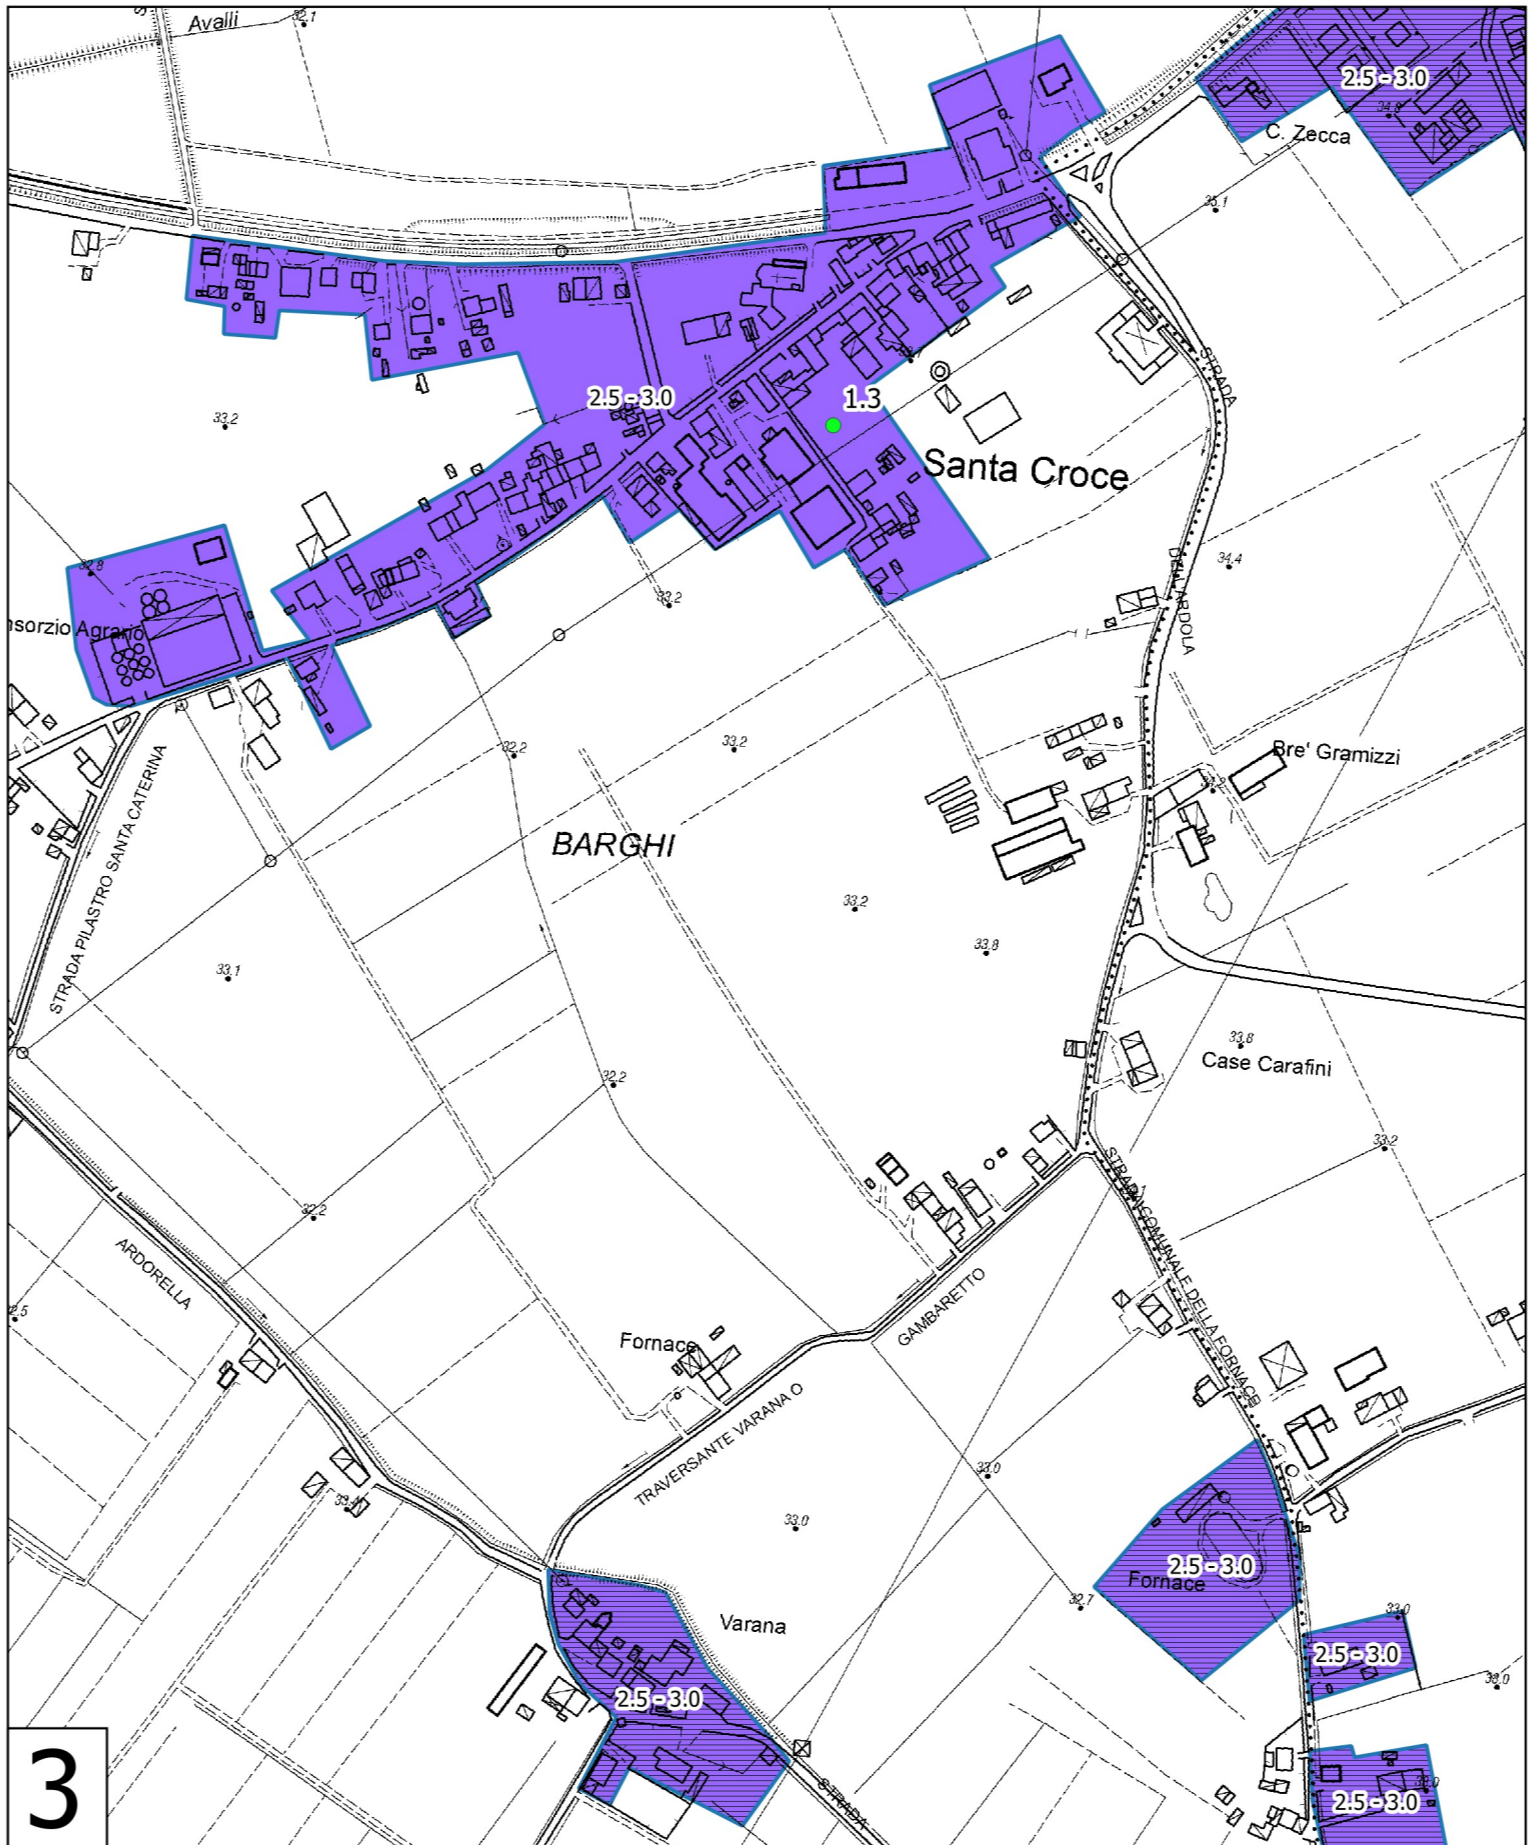 Avalli
32.1
2.5 - 3.0
34.8
C. Zecca
35.1
STRADA
33.2
2.5 - 3.0
1.3
Santa Croce
34.4
DELL'ARDOLA
32.8
nsorzio Agrario
33.2
32.2
33.2
Bre' Gramizzi
STRADA PILASTRO SANTA CATERINA
BARGHI
33.2
33.8
33.1
33.8
Case Carafini
32.2
33.2
32.2
STRADA COMUNALE DELLA FORNACE
ARDORELLA
2.5
GAMBARETTO
Fornace
TRAVERSANTE VARANA O
33.0
33.0
2.5 - 3.0
Fornace
32.7
33.0
Varana
2.5 - 3.0
33.0
2.5 - 3.0
3
STRADA
2.5 - 3.0